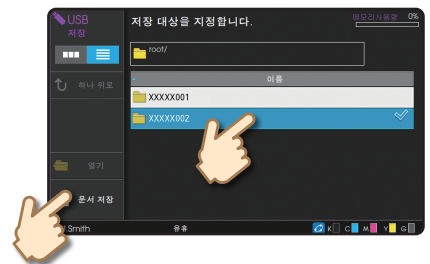 USB
저장
저장 대상을 지정합니다.
메모리사용량 0%
root/
하나 위로
이름
XXXXX001
XXXXX002
열기
문서 저장
.Smith
유휴
K C M Y G